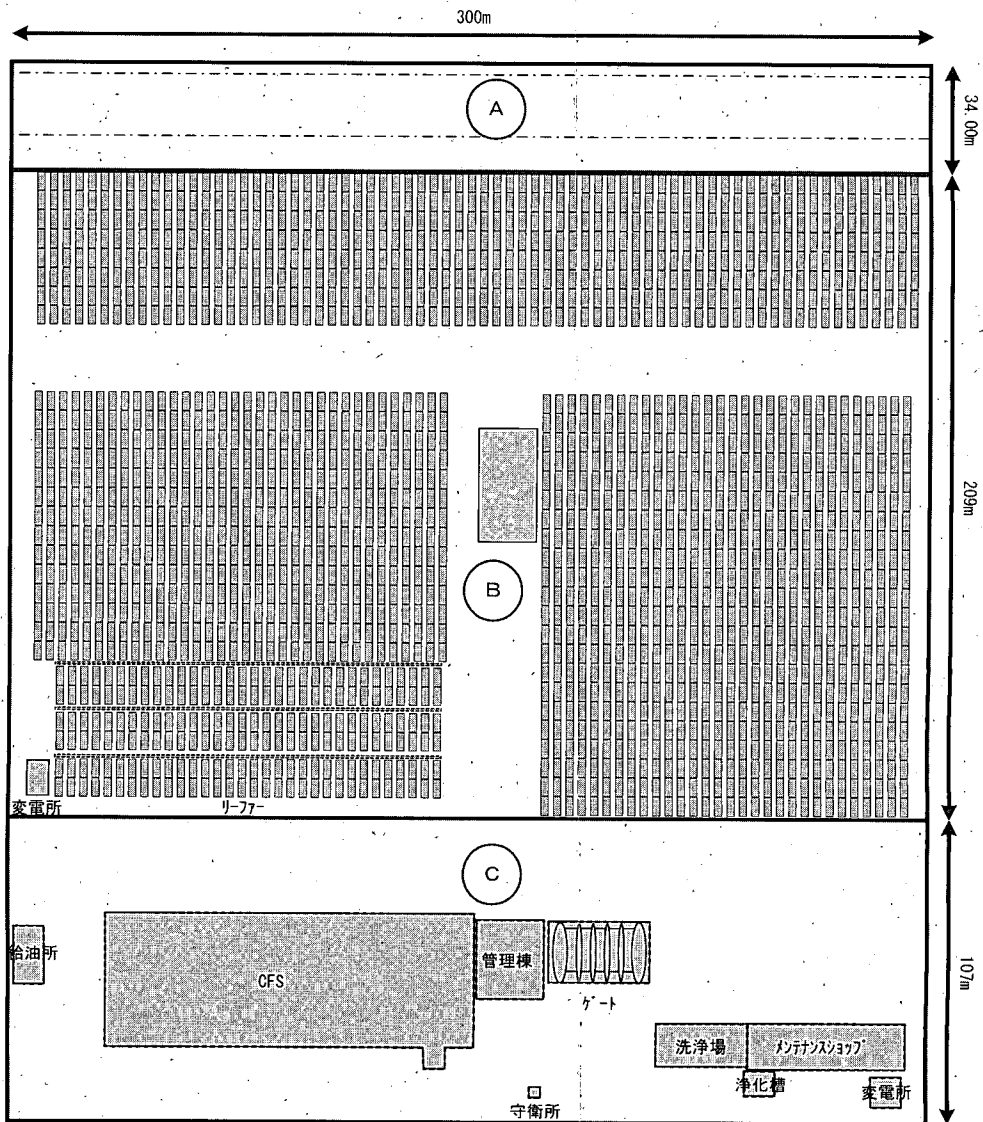 300m
A
34.00m
209m
B
変電所
リーファー
C
107m
給油所
CFS
管理棟
ゲート
洗浄場
メンテナンスショップ
浄化槽
変電所
守衛所